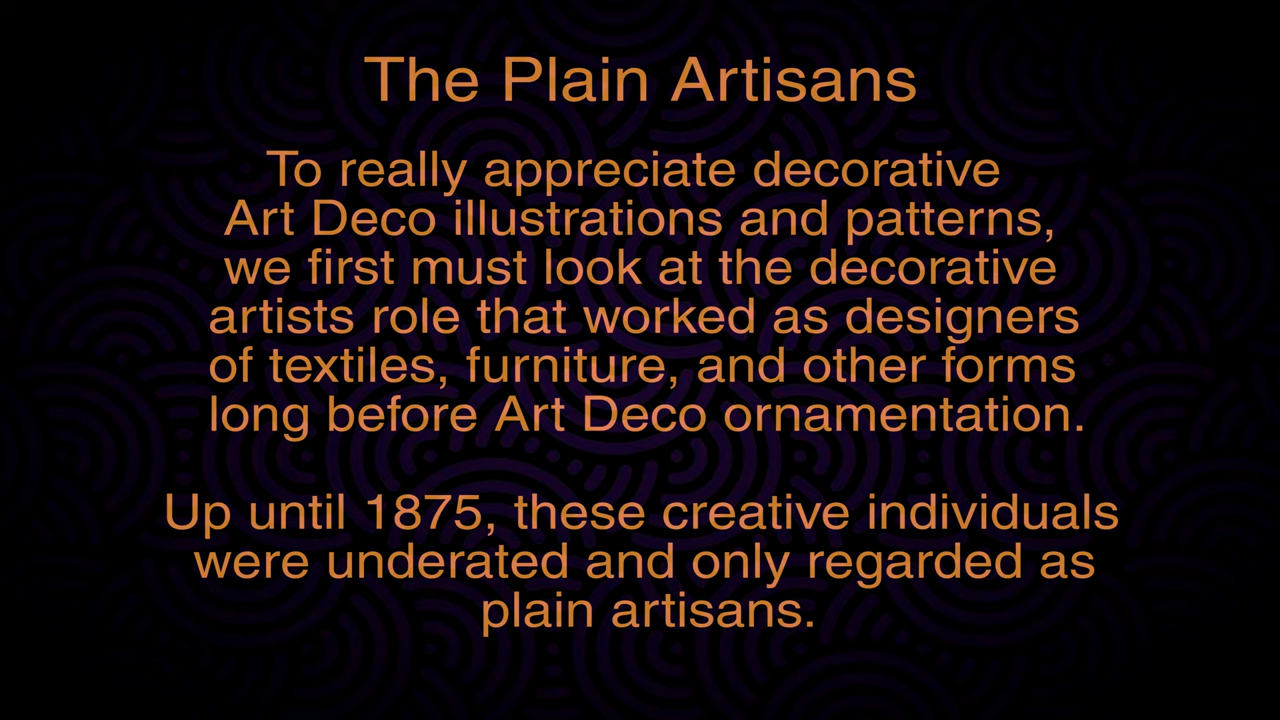 The Plain Artisans
To really appreciate decorative
Art Deco illustrations and patterns,
we first must look at the decorative
artists role that worked as designers
of textiles, furniture, and other forms
long before Art Deco ornamentation.
Up until 1875, these creative individuals
were underated and only regarded as
plain artisans.